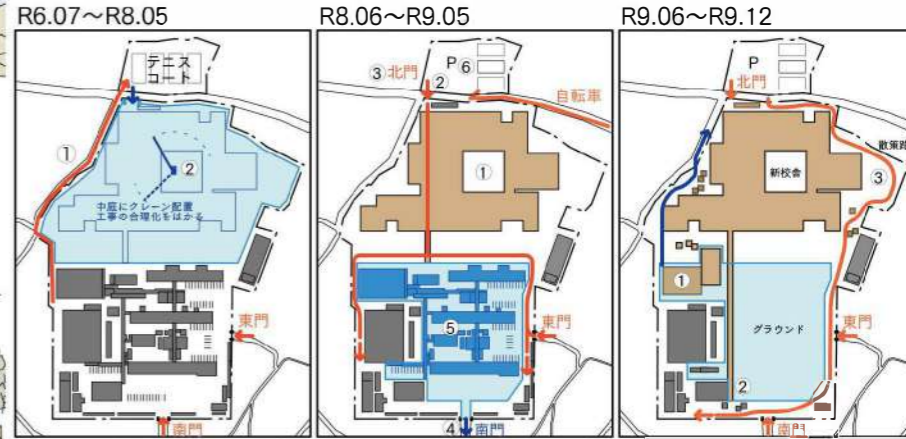 R6.07〜R8.05
テニス
コート
①
②
中庭にクレーン配置
工事の合理化をはかる
東門
南門
R8.06〜R9.05
P⑥
③北門
②
自転車
①
⑤
東門
④
南門
R9.06〜R9.12
P
北門
散策路
新校舎
③
①
グラウンド
東門
②
南門